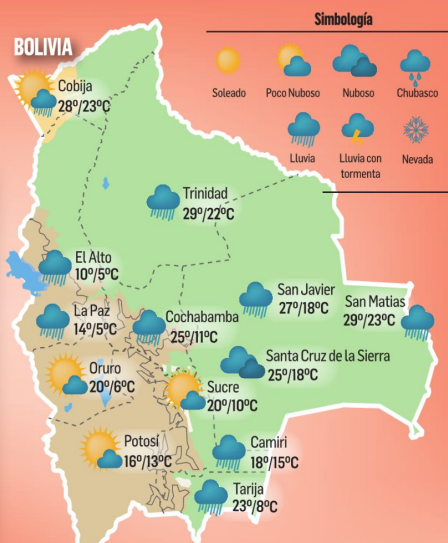 Simbología
BOLIVIA
Soleado
Poco Nuboso
Nuboso
Chubasco
Lluvia
Lluvia con
tormenta
Nevada
Cobija
28º/23ºC
Trinidad
29º/22ºC
El Alto
10º/5ºC
La Paz
14º/5ºC
Cochabamba
25º/11ºC
San Javier
27º/18ºC
San Matias
29º/23ºC
Oruro
20º/6ºC
Santa Cruz de la Sierra
25º/18ºC
Sucre
20º/10ºC
Potosí
16º/13ºC
Camiri
18º/15ºC
Tarija
23º/8ºC